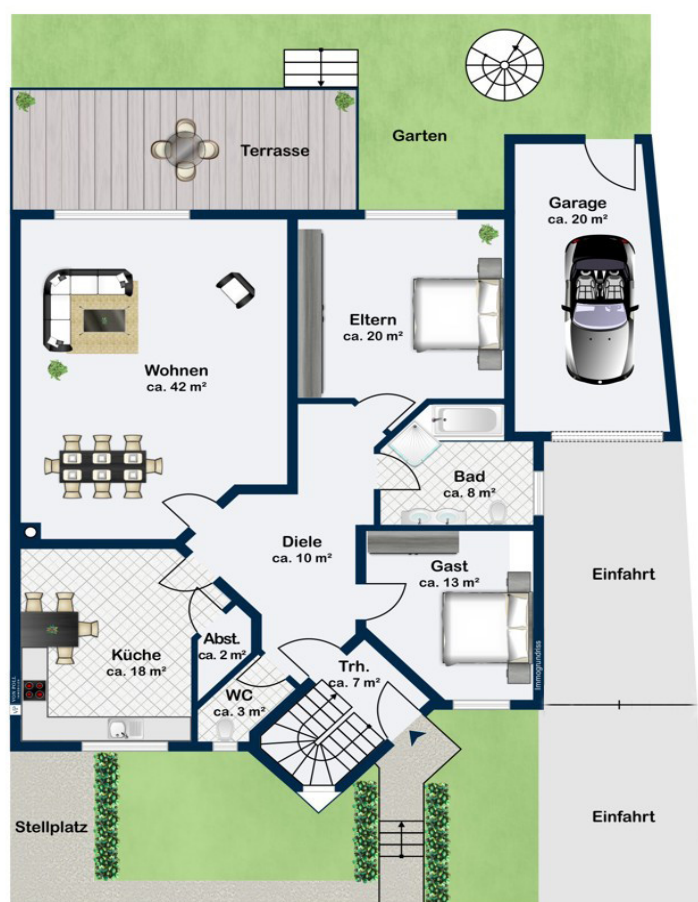 Terrasse
Garten
Garage
ca. 20 m²
Eltern
ca. 20 m²
Wohnen
ca. 42 m²
Bad
ca. 8 m²
Diele
ca. 10 m²
Gast
ca. 13 m²
Einfahrt
Küche
ca. 18 m²
Abst.
ca. 2 m²
Trh.
ca. 7 m²
WC
ca. 3 m²
Immogrundriss
VON POLL
Stellplatz
Einfahrt